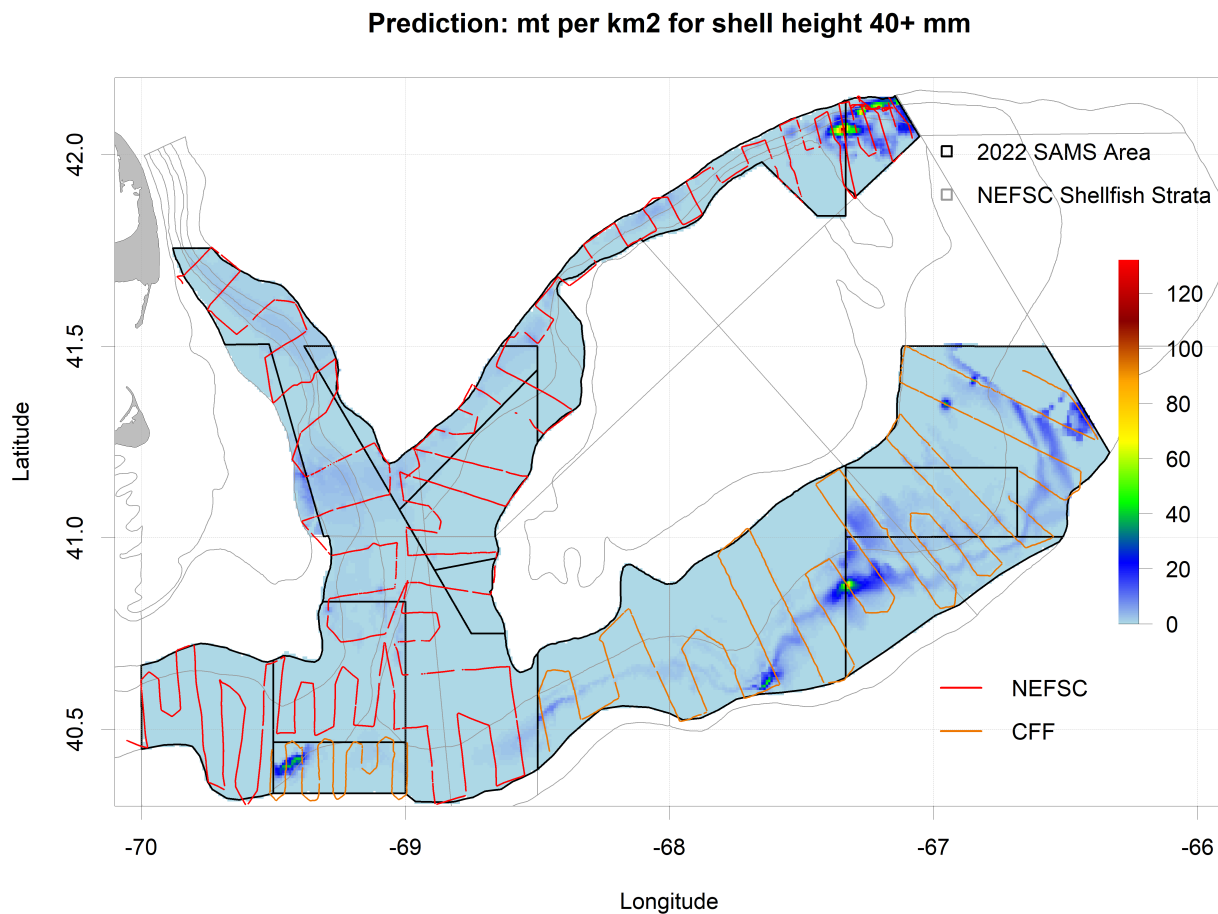 Prediction: mt per km2 for shell height 40+ mm
2022 SAMS Area
NEFSC Shellfish Strata
120
100
80
60
40
20
0
NEFSC
CFF
Latitude
42.0
41.5
41.0
40.5
-70 -69 -68 -67 -66
Longitude